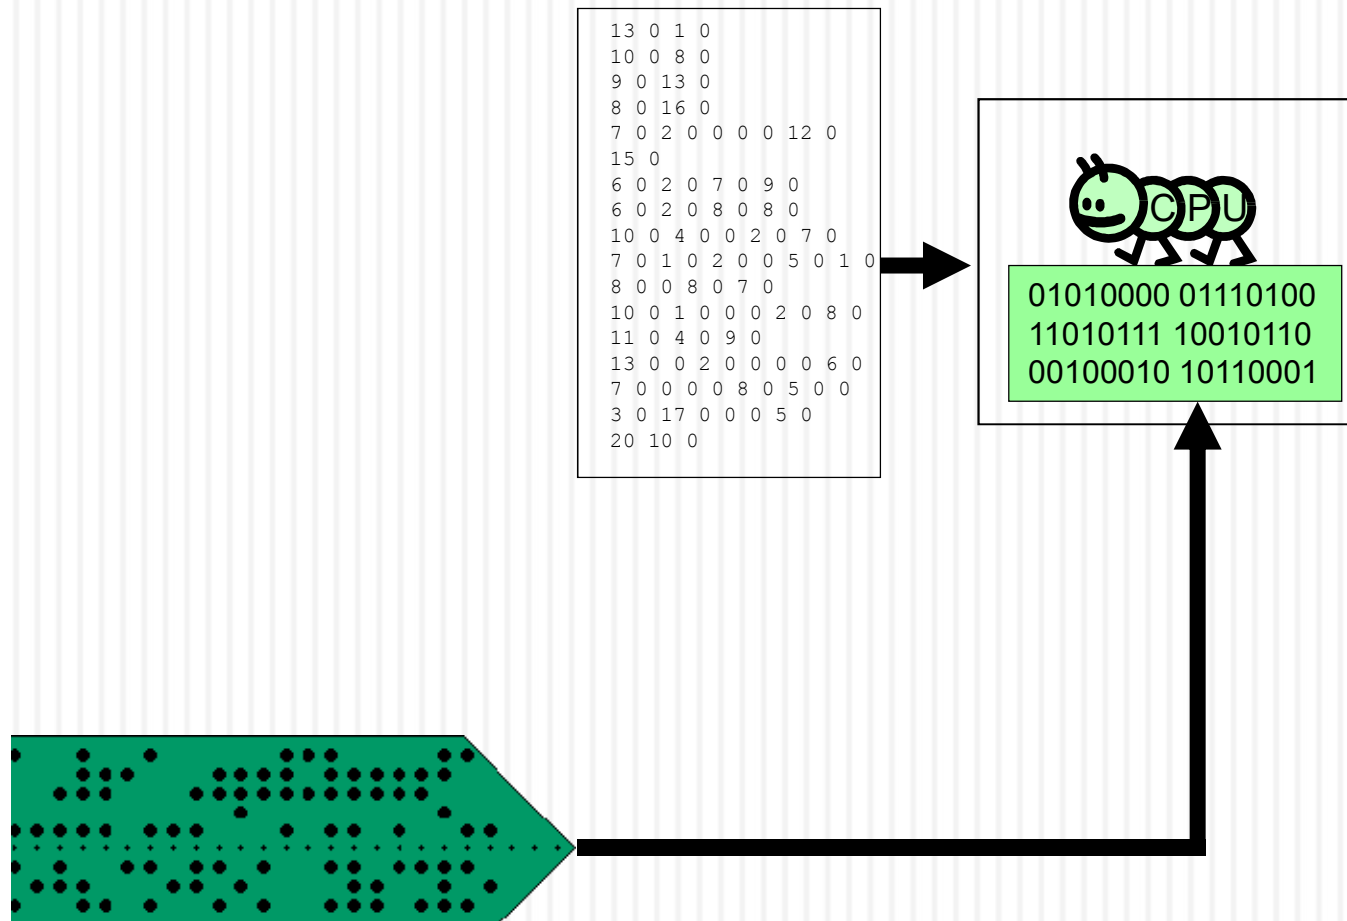 13 0 1 0
10 0 8 0
9 0 13 0
8 0 16 0
7 0 2 0 0 0 0 12 0
15 0
6 0 2 0 7 0 9 0
6 0 2 0 8 0 8 0
10 0 4 0 0 2 0 7 0
7 0 1 0 2 0 0 5 0 1 0
8 0 0 8 0 7 0
10 0 1 0 0 0 2 0 8 0
11 0 4 0 9 0
13 0 0 2 0 0 0 0 6 0
7 0 0 0 0 8 0 5 0 0
3 0 17 0 0 0 5 0
20 10 0
CPU
01010000 01110100
11010111 10010110
00100010 10110001